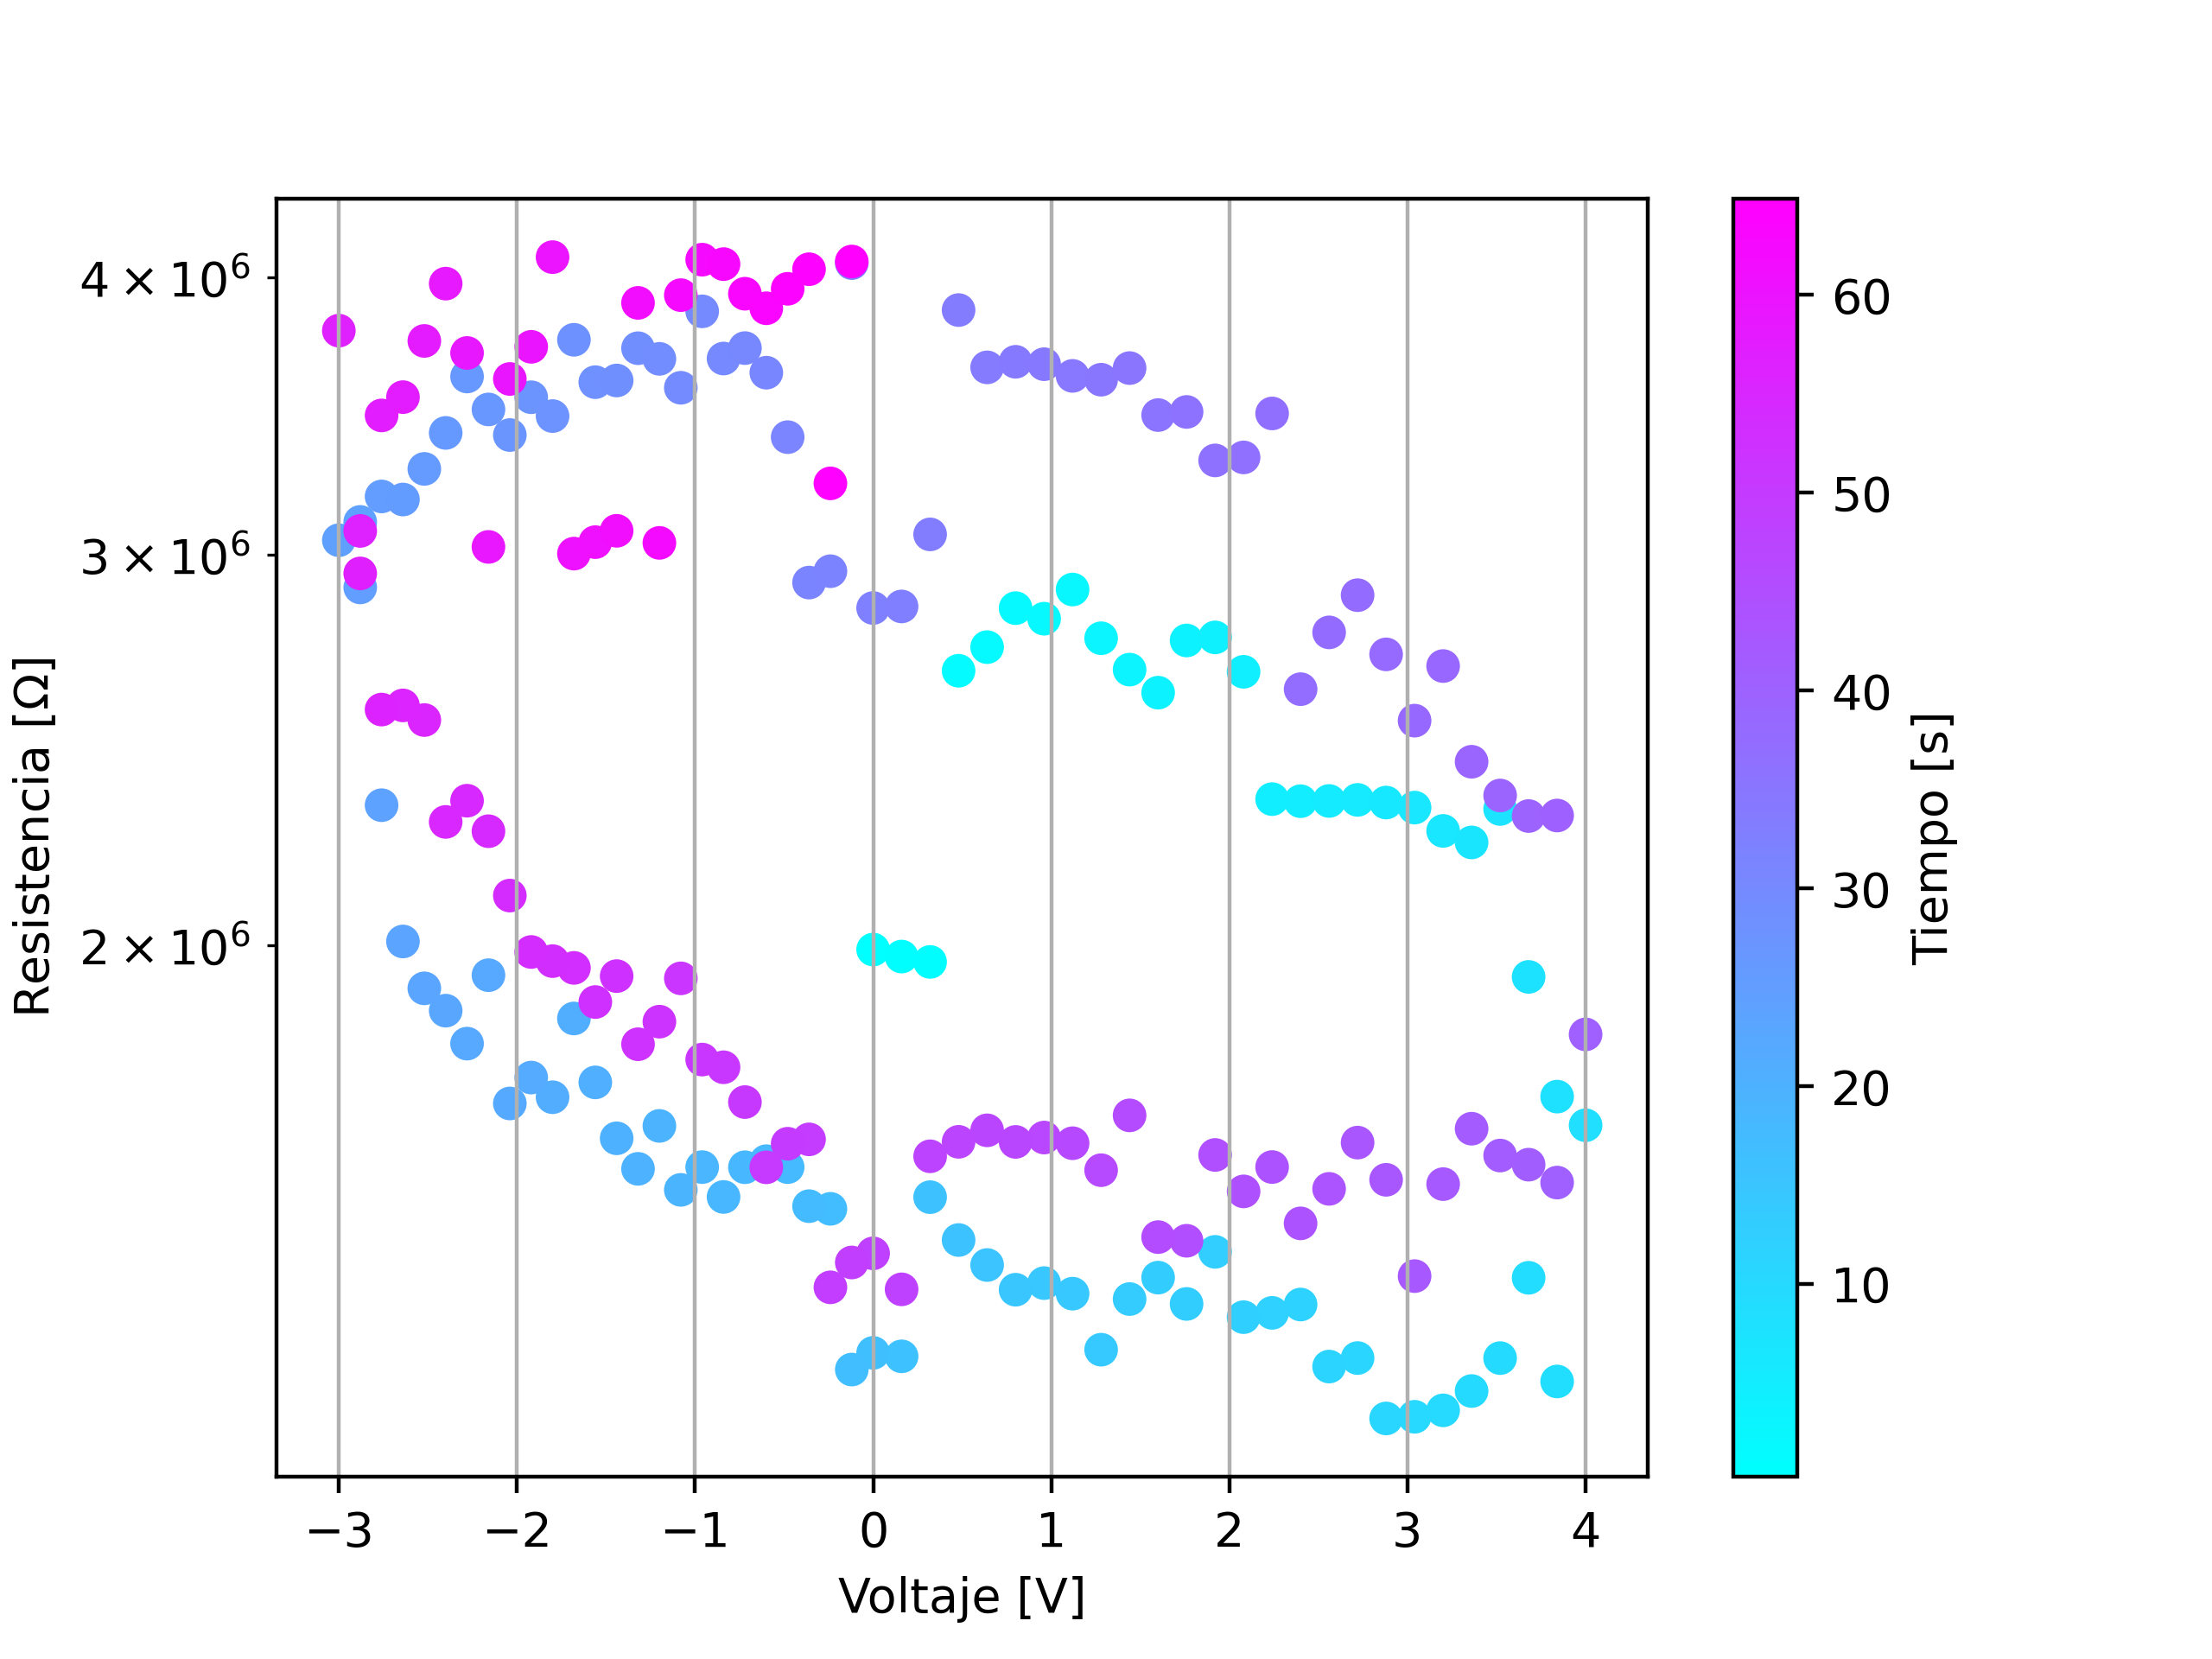 4 × 10⁶
3 × 10⁶
2 × 10⁶
Resistencia [Ω]
−3 −2 −1 0 1 2 3 4
Voltaje [V]
60
50
40
30
20
10
Tiempo [s]